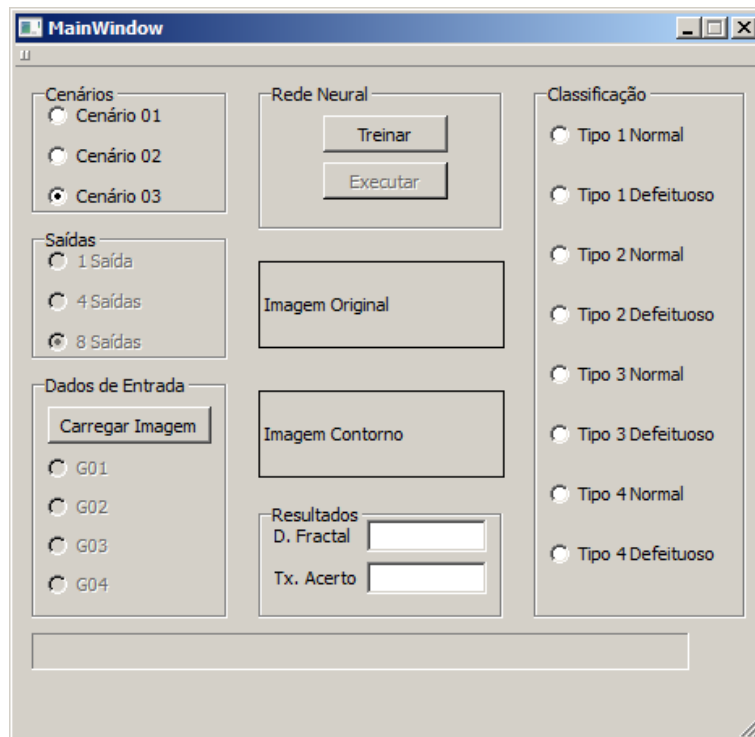 MainWindow
Cenários
Cenário 01
Cenário 02
Cenário 03
Saídas
1 Saída
4 Saídas
8 Saídas
Dados de Entrada
Carregar Imagem
G01
G02
G03
G04
Rede Neural
Treinar
Executar
Imagem Original
Imagem Contorno
Resultados
D. Fractal
Tx. Acerto
Classificação
Tipo 1 Normal
Tipo 1 Defeituoso
Tipo 2 Normal
Tipo 2 Defeituoso
Tipo 3 Normal
Tipo 3 Defeituoso
Tipo 4 Normal
Tipo 4 Defeituoso